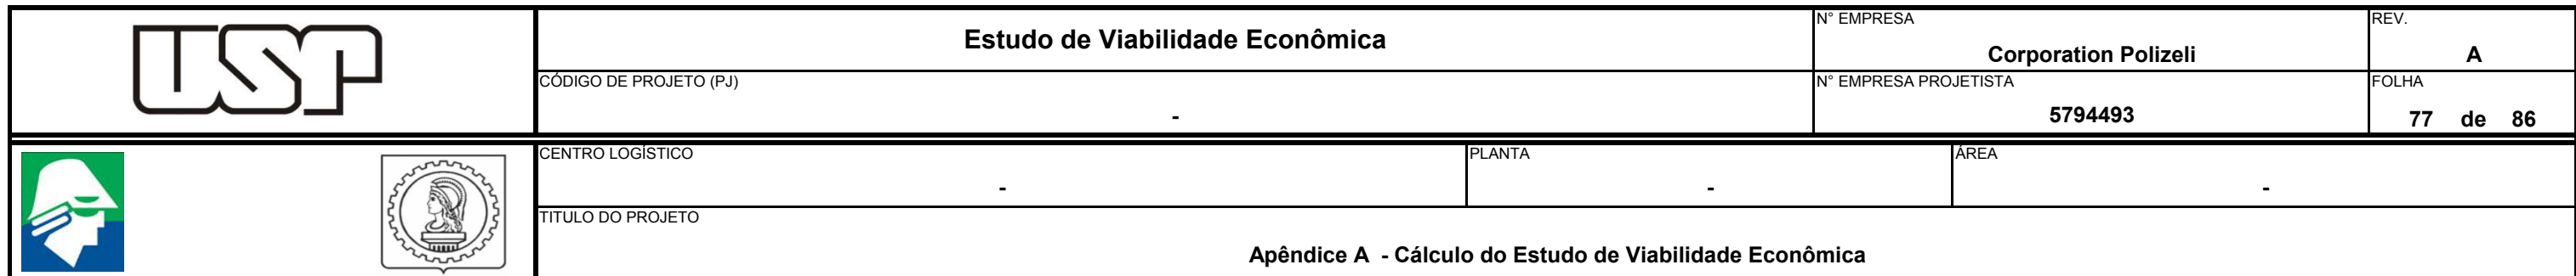 USP
Estudo de Viabilidade Econômica
N° EMPRESA
Corporation Polizeli
REV.
A
CÓDIGO DE PROJETO (PJ)
-
N° EMPRESA PROJETISTA
5794493
FOLHA
77 de 86
CENTRO LOGÍSTICO
-
PLANTA
-
ÁREA
-
TITULO DO PROJETO
Apêndice A - Cálculo do Estudo de Viabilidade Econômica